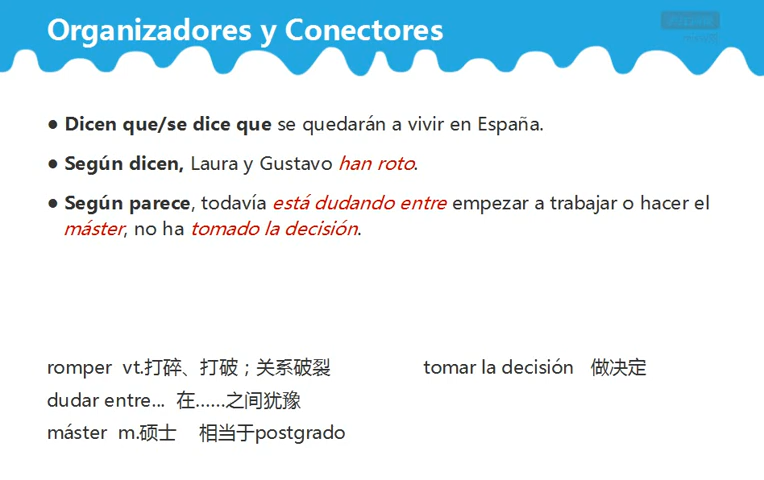 Organizadores y Conectores
● Dicen que/se dice que se quedarán a vivir en España.
● Según dicen, Laura y Gustavo han roto.
● Según parece, todavía está dudando entre empezar a trabajar o hacer el
máster, no ha tomado la decisión.
romper vt.打碎、打破；关系破裂 tomar la decisión 做决定
dudar entre... 在……之间犹豫
máster m.硕士 相当于postgrado